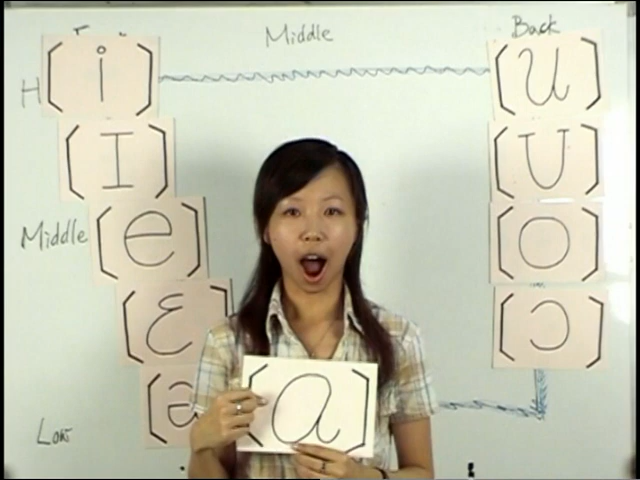 Middle Back
H [i] [u]
[I] [U]
Middle [e] [o]
[ɛ] [ɔ]
[a]
Low